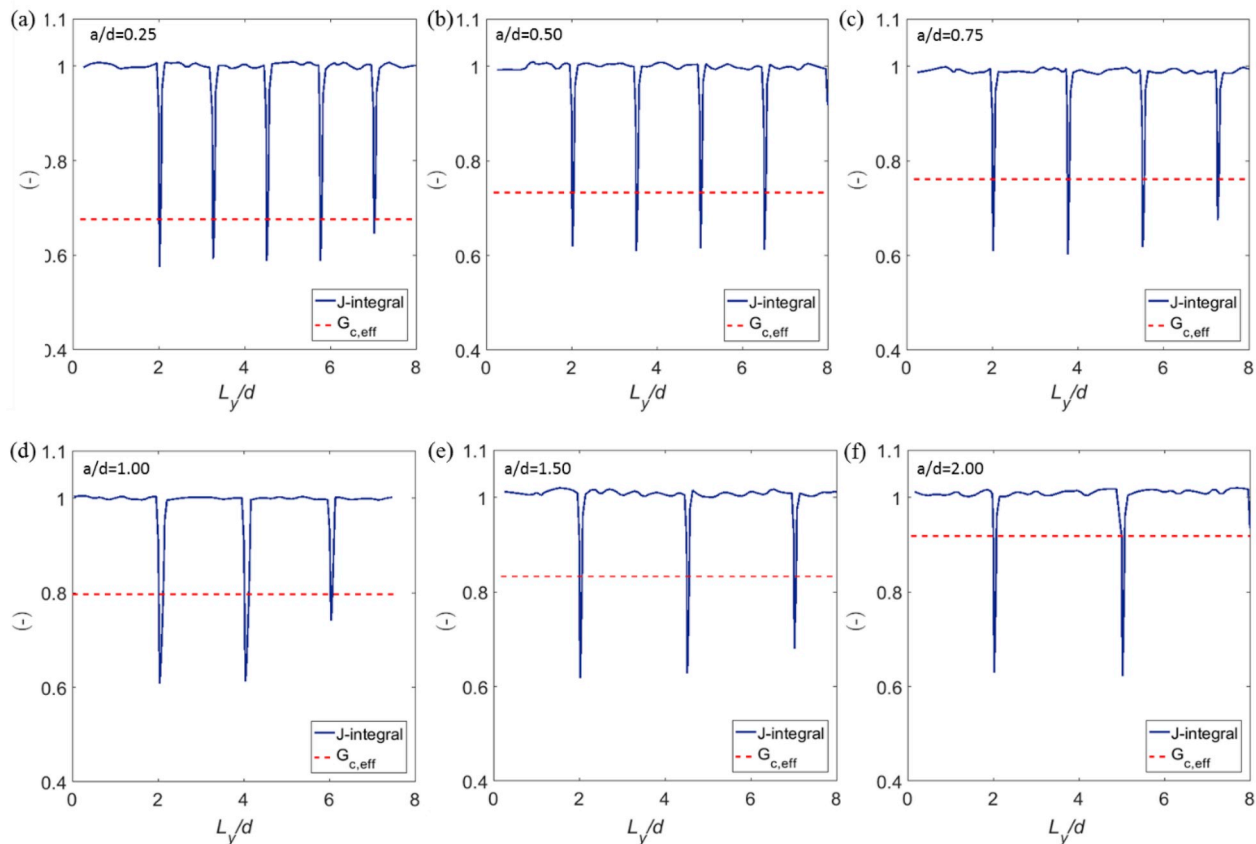 (a)
a/d=0.25
1.1
1
0.8
0.6
0.4
(-)
0 2 4 6 8
L_y/d
J-integral
G_c,eff
(b)
a/d=0.50
1.1
1
0.8
0.6
0.4
(-)
0 2 4 6 8
L_y/d
J-integral
G_c,eff
(c)
a/d=0.75
1.1
1
0.8
0.6
0.4
(-)
0 2 4 6 8
L_y/d
J-integral
G_c,eff
(d)
a/d=1.00
1.1
1
0.8
0.6
0.4
(-)
0 2 4 6 8
L_y/d
J-integral
G_c,eff
(e)
a/d=1.50
1.1
1
0.8
0.6
0.4
(-)
0 2 4 6 8
L_y/d
J-integral
G_c,eff
(f)
a/d=2.00
1.1
1
0.8
0.6
0.4
(-)
0 2 4 6 8
L_y/d
J-integral
G_c,eff